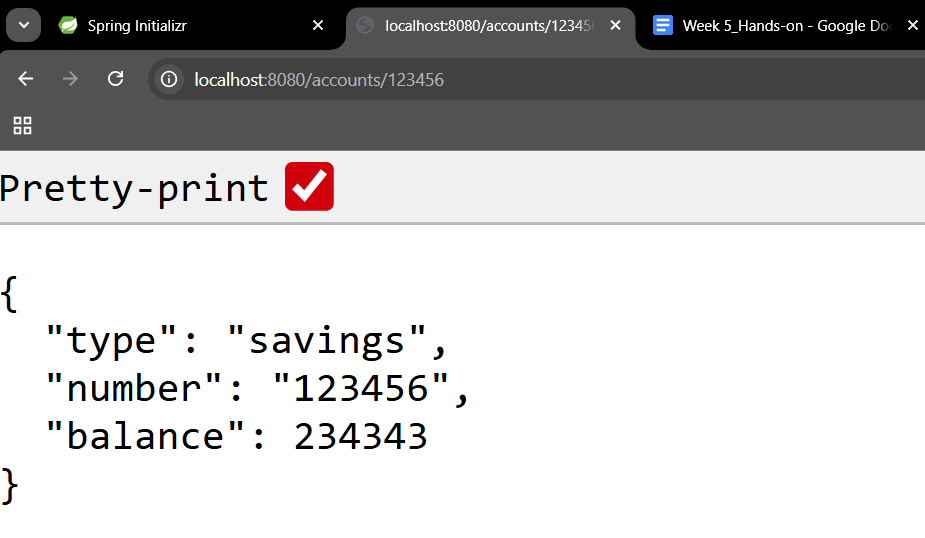 Spring Initializr
localhost:8080/accounts/12345
Week 5_Hands-on - Google Do
localhost:8080/accounts/123456
Pretty-print
{
"type": "savings",
"number": "123456",
"balance": 234343
}